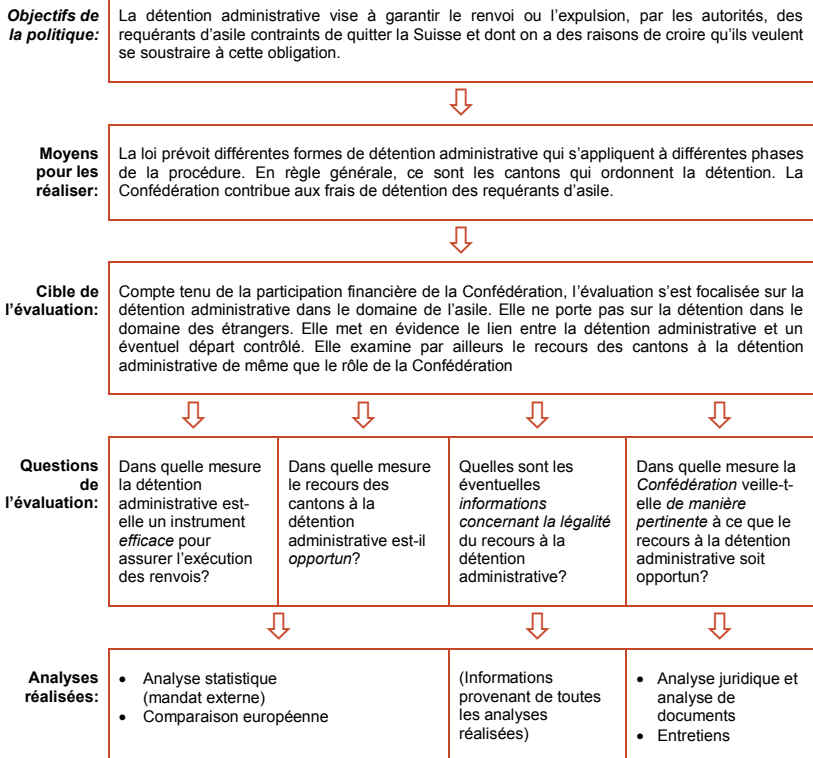 Objectifs de
la politique:
La détention administrative vise à garantir le renvoi ou l'expulsion, par les autorités, des
requérants d'asile contraints de quitter la Suisse et dont on a des raisons de croire qu'ils veulent
se soustraire à cette obligation.
Moyens
pour les
réaliser:
La loi prévoit différentes formes de détention administrative qui s'appliquent à différentes phases
de la procédure. En règle générale, ce sont les cantons qui ordonnent la détention. La
Confédération contribue aux frais de détention des requérants d'asile.
Cible de
l'évaluation:
Compte tenu de la participation financière de la Confédération, l'évaluation s'est focalisée sur la
détention administrative dans le domaine de l'asile. Elle ne porte pas sur la détention dans le
domaine des étrangers. Elle met en évidence le lien entre la détention administrative et un
éventuel départ contrôlé. Elle examine par ailleurs le recours des cantons à la détention
administrative de même que le rôle de la Confédération
Questions
de
l'évaluation:
Dans quelle mesure
la détention
administrative est-
elle un instrument
efficace pour
assurer l'exécution
des renvois?
Dans quelle mesure
le recours des
cantons à la
détention
administrative est-il
opportun?
Quelles sont les
éventuelles
informations
concernant la légalité
du recours à la
détention
administrative?
Dans quelle mesure la
Confédération veille-t-
elle de manière
pertinente à ce que le
recours à la détention
administrative soit
opportun?
Analyses
réalisées:
• Analyse statistique
(mandat externe)
• Comparaison européenne
(Informations
provenant de toutes
les analyses
réalisées)
• Analyse juridique et
analyse de
documents
• Entretiens